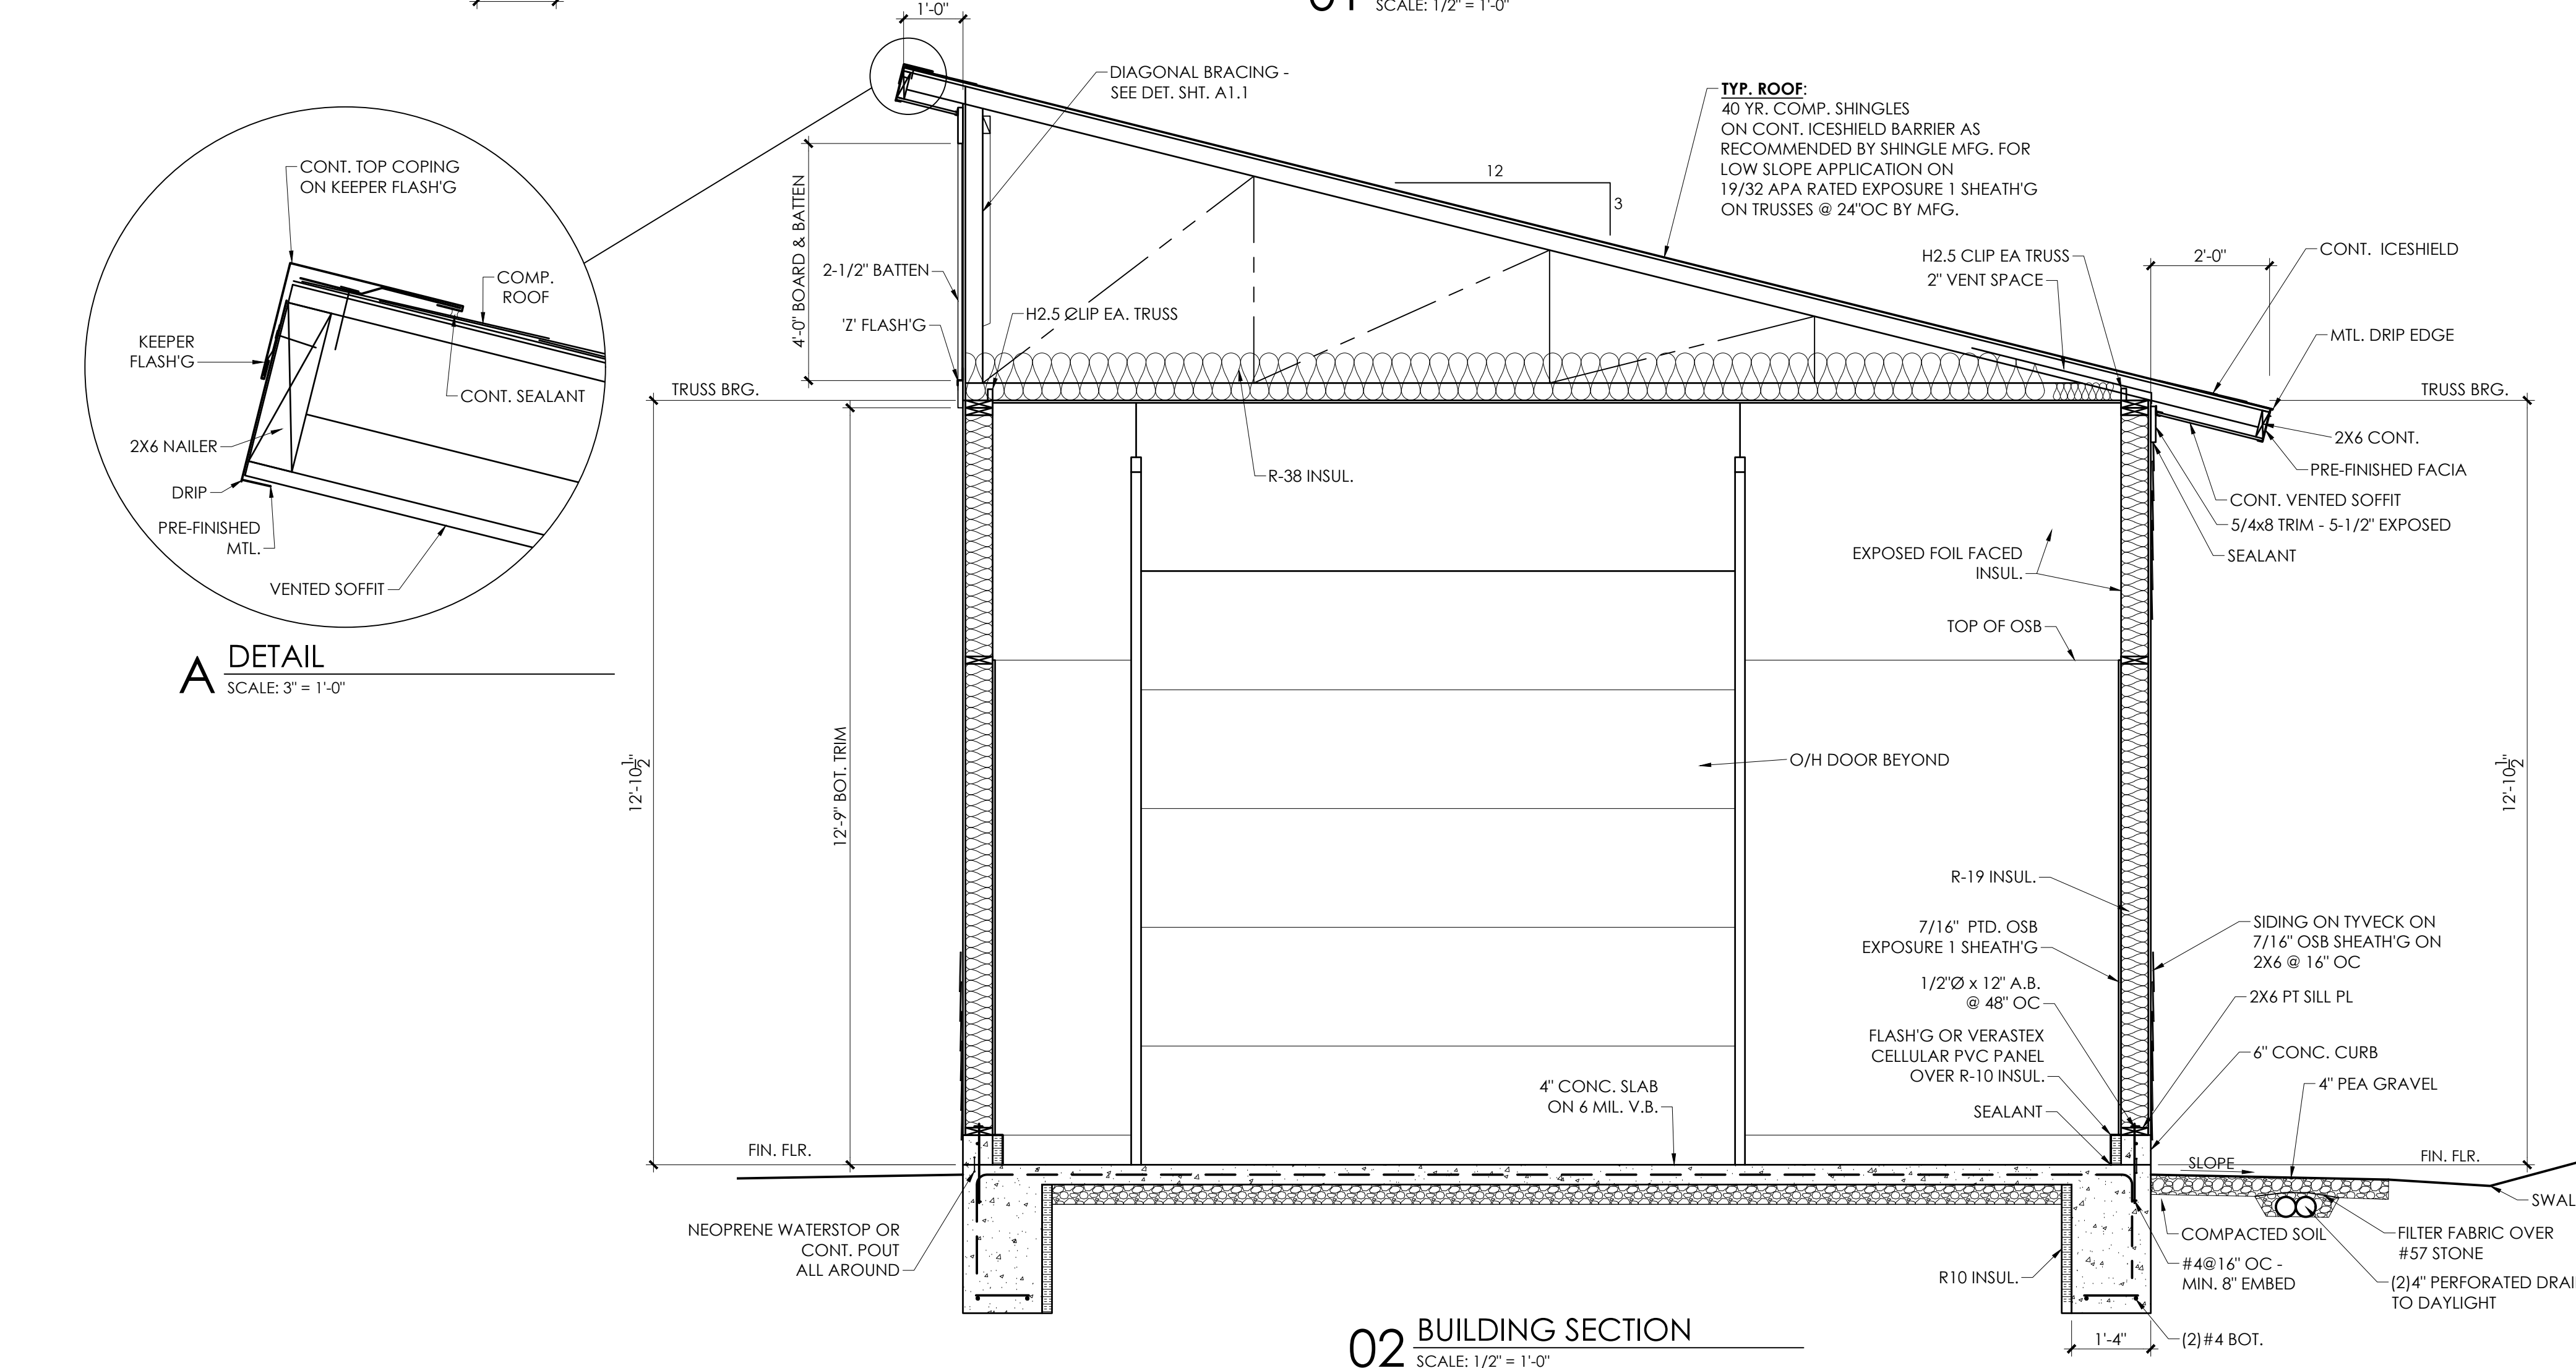 01
SCALE: 1/2" = 1'-0"
1'-0"
DIAGONAL BRACING -
SEE DET. SHT. A1.1
TYP. ROOF:
40 YR. COMP. SHINGLES
ON CONT. ICESHIELD BARRIER AS
RECOMMENDED BY SHINGLE MFG. FOR
LOW SLOPE APPLICATION ON
19/32 APA RATED EXPOSURE 1 SHEATH'G
ON TRUSSES @ 24"OC BY MFG.
12
3
4'-0" BOARD & BATTEN
2-1/2" BATTEN
'Z' FLASH'G
H2.5 CLIP EA. TRUSS
H2.5 CLIP EA TRUSS
2" VENT SPACE
2'-0"
CONT. ICESHIELD
MTL. DRIP EDGE
TRUSS BRG.
TRUSS BRG.
2X6 CONT.
PRE-FINISHED FACIA
CONT. VENTED SOFFIT
5/4x8 TRIM - 5-1/2" EXPOSED
SEALANT
R-38 INSUL.
EXPOSED FOIL FACED
INSUL.
TOP OF OSB
CONT. TOP COPING
ON KEEPER FLASH'G
COMP.
ROOF
KEEPER
FLASH'G
CONT. SEALANT
2X6 NAILER
DRIP
PRE-FINISHED
MTL.
VENTED SOFFIT
A DETAIL
SCALE: 3" = 1'-0"
12'-10 1/2"
12'-9" BOT. TRIM
O/H DOOR BEYOND
12'-10 1/2"
R-19 INSUL.
7/16" PTD. OSB
EXPOSURE 1 SHEATH'G
1/2"Ø x 12" A.B.
@ 48" OC
FLASH'G OR VERASTEX
CELLULAR PVC PANEL
OVER R-10 INSUL.
SEALANT
SIDING ON TYVECK ON
7/16" OSB SHEATH'G ON
2X6 @ 16" OC
2X6 PT SILL PL
6" CONC. CURB
4" PEA GRAVEL
4" CONC. SLAB
ON 6 MIL. V.B.
FIN. FLR.
SLOPE
FIN. FLR.
SWAL
NEOPRENE WATERSTOP OR
CONT. POUT
ALL AROUND
R10 INSUL.
COMPACTED SOIL
#4@16" OC -
MIN. 8" EMBED
FILTER FABRIC OVER
#57 STONE
(2)4" PERFORATED DRAI
TO DAYLIGHT
1'-4"
(2)#4 BOT.
02 BUILDING SECTION
SCALE: 1/2" = 1'-0"